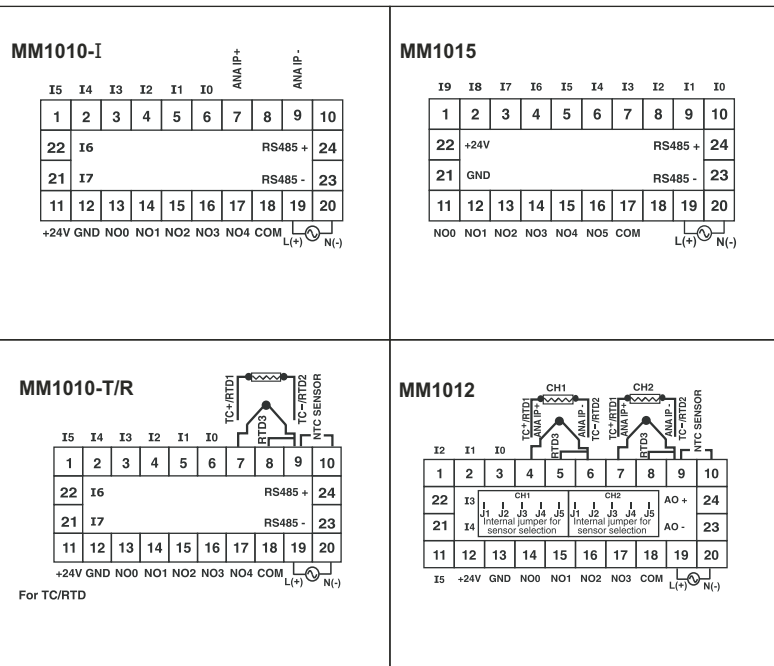 MM1010-I
ANA IP+
ANA IP -
I5 I4 I3 I2 I1 I0
1 2 3 4 5 6 7 8 9 10
22 I6 RS485 + 24
21 I7 RS485 - 23
11 12 13 14 15 16 17 18 19 20
+24V GND NO0 NO1 NO2 NO3 NO4 COM L(+) N(-)
MM1015
I9 I8 I7 I6 I5 I4 I3 I2 I1 I0
1 2 3 4 5 6 7 8 9 10
22 +24V RS485 + 24
21 GND RS485 - 23
11 12 13 14 15 16 17 18 19 20
NO0 NO1 NO2 NO3 NO4 NO5 COM L(+) N(-)
MM1010-T/R
TC+/RTD1
RTD3
TC-/RTD2
NTC SENSOR
I5 I4 I3 I2 I1 I0
1 2 3 4 5 6 7 8 9 10
22 I6 RS485 + 24
21 I7 RS485 - 23
11 12 13 14 15 16 17 18 19 20
+24V GND NO0 NO1 NO2 NO3 NO4 COM L(+) N(-)
For TC/RTD
MM1012
CH1 CH2
TC+/RTD1
ANA IP+
RTD3
ANA IP -
TC-/RTD2
TC+/RTD1
ANA IP+
RTD3
ANA IP -
TC-/RTD2
NTC SENSOR
I2 I1 I0
1 2 3 4 5 6 7 8 9 10
22 I3 CH1 CH2 AO + 24
J1 J2 J3 J4 J5 J1 J2 J3 J4 J5
21 I4 Internal jumper for Internal jumper for AO - 23
sensor selection sensor selection
11 12 13 14 15 16 17 18 19 20
I5 +24V GND NO0 NO1 NO2 NO3 COM L(+) N(-)